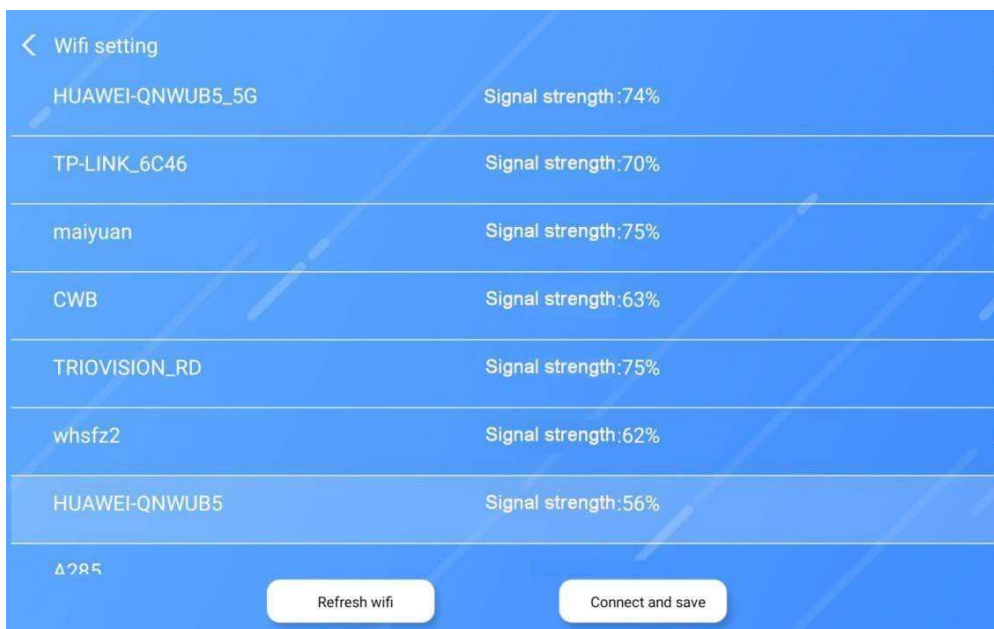 Wifi setting
HUAWEI-QNWUB5_5G Signal strength:74%
TP-LINK_6C46 Signal strength:70%
maiyuan Signal strength:75%
CWB Signal strength:63%
TRIOVISION_RD Signal strength:75%
whsfz2 Signal strength:62%
HUAWEI-QNWUB5 Signal strength:56%
A285
Refresh wifi Connect and save